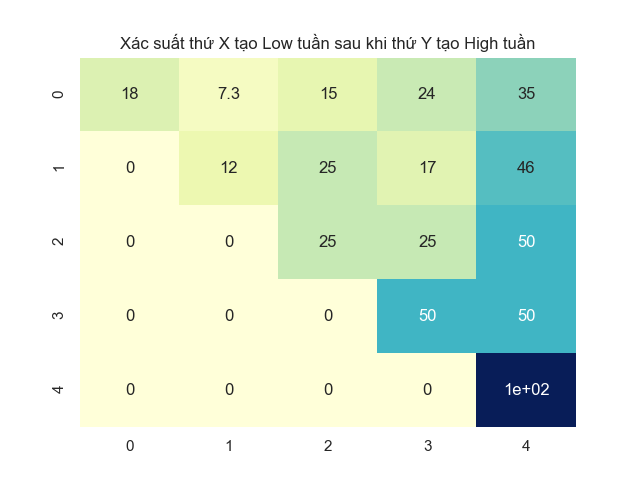 Xác suất thứ X tạo Low tuần sau khi thứ Y tạo High tuần
0 18 7.3 15 24 35
1 0 12 25 17 46
2 0 0 25 25 50
3 0 0 0 50 50
4 0 0 0 0 1e+02
0 1 2 3 4